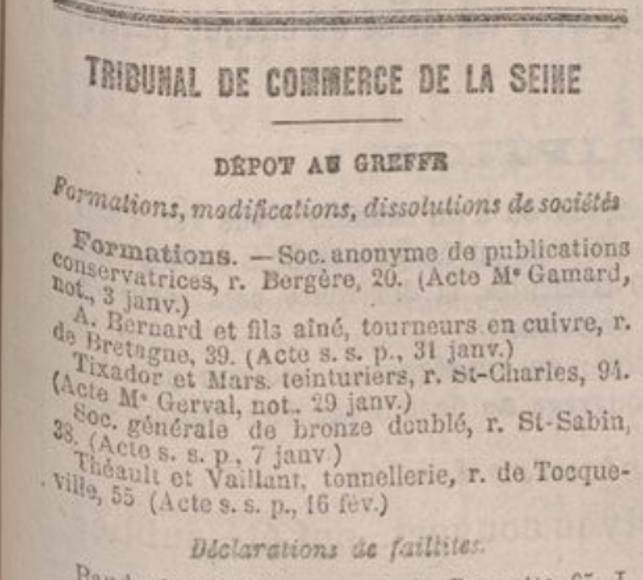 TRIBUNAL DE COMMERCE DE LA SEINE
DÉPOT AU GREFFE
Formations, modifications, dissolutions de sociétés
Formations. — Soc. anonyme de publications
conservatrices, r. Bergère, 20. (Acte Mᵉ Gamard,
not., 3 janv.)
A. Bernard et fils aîné, tourneurs en cuivre, r.
de Bretagne, 39. (Acte s. s. p., 31 janv.)
Tixador et Mars. teinturiers, r. St-Charles, 94.
(Acte Mᵉ Gerval, not.. 29 janv.)
Soc. générale de bronze doublé, r. St-Sabin,
38. (Acte s. s. p., 7 janv.)
Théault et Vaillant, tonnellerie, r. de Tocque-
ville, 55 (Acte s. s. p., 16 fév.)
Déclarations de faillites.